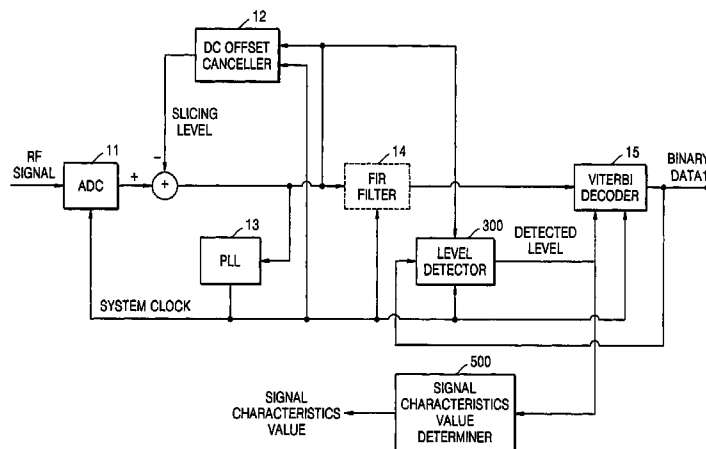 12
DC OFFSET
CANCELLER
SLICING
LEVEL
RF
SIGNAL
11
ADC
+
−
+
14
FIR
FILTER
15
VITERBI
DECODER
BINARY
DATA1
13
PLL
300
LEVEL
DETECTOR
DETECTED
LEVEL
SYSTEM CLOCK
500
SIGNAL
CHARACTERISTICS
VALUE
DETERMINER
SIGNAL
CHARACTERISTICS
VALUE